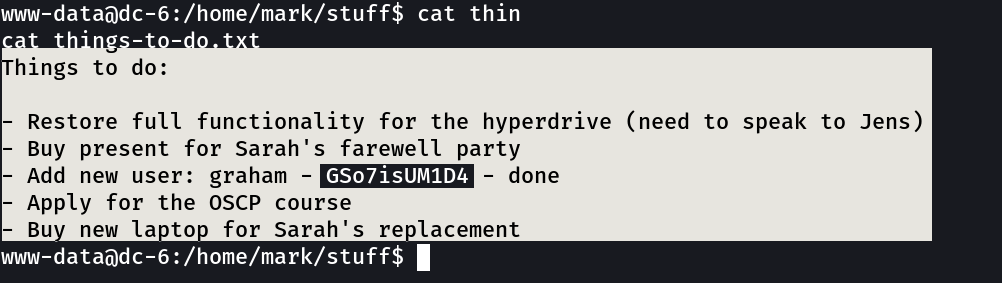 www-data@dc-6:/home/mark/stuff$ cat thin
cat things-to-do.txt
Things to do:
- Restore full functionality for the hyperdrive (need to speak to Jens)
- Buy present for Sarah's farewell party
- Add new user: graham - GSo7isUM1D4 - done
- Apply for the OSCP course
- Buy new laptop for Sarah's replacement
www-data@dc-6:/home/mark/stuff$